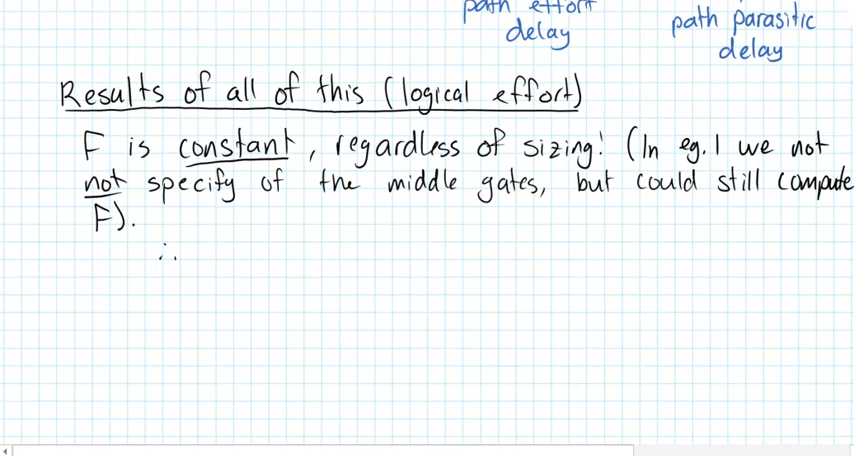 path effort
delay
path parasitic
delay
Results of all of this (logical effort)
F is constant, regardless of sizing! (In eg. 1 we not
not specify of the middle gates, but could still compute
F).
∴